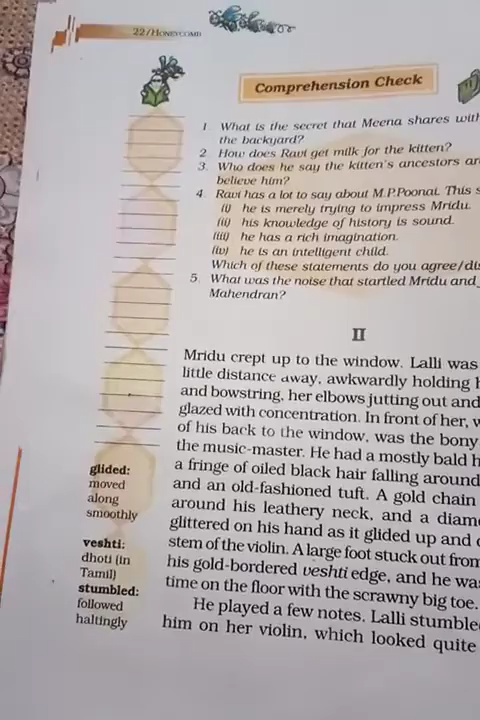 22/HONEYCOMB
Comprehension Check
1 What is the secret that Meena shares with
the backyard?
2 How does Ravi get milk for the kitten?
3. Who does he say the kitten's ancestors
believe him?
4. Ravi has a lot to say about M.P.Poonai. This
(i) he is merely trying to impress Mridu.
(ii) his knowledge of history is sound.
(iii) he has a rich imagination.
(iv) he is an intelligent child.
Which of these statements do you agree/
5. What was the noise that startled Mridu and
Mahendran?
II
Mridu crept up to the window. Lalli was
little distance away, awkwardly holding
and bowstring, her elbows jutting out and
glazed with concentration. In front of her,
of his back to the window, was the bony
the music-master. He had a mostly bald
a fringe of oiled black hair falling around
and an old-fashioned tuft. A gold chain
around his leathery neck, and a
glittered on his hand as it glided up and
stem of the violin. A large foot stuck out from
his gold-bordered veshti edge, and he
time on the floor with the scrawny big toe.
He played a few notes. Lalli
him on her violin, which looked quite
glided:
moved
along
smoothly
veshti:
dhoti (in
Tamil)
stumbled:
followed
haltingly